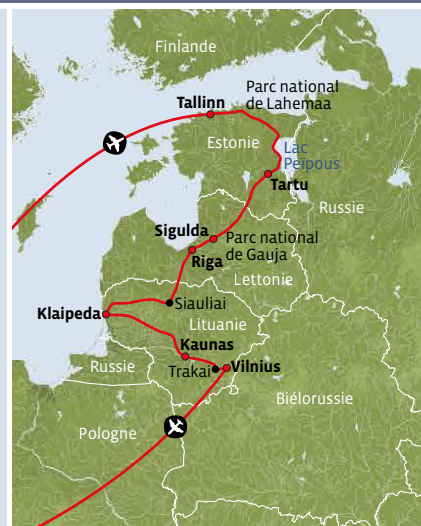 Finlande
Parc national
de Lahemaa
Tallinn
Estonie
Lac
Peïpous
Tartu
Russie
Sigulda
Parc national
de Gauja
Riga
Lettonie
Siauliai
Klaipeda
Lituanie
Kaunas
Russie
Trakai
Vilnius
Biélorussie
Pologne